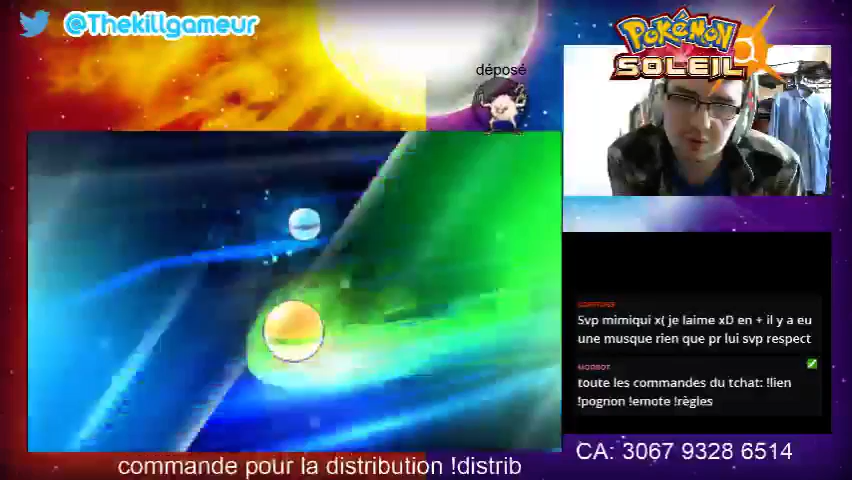 @Thekillgameur
POKÉMON
SOLEIL
déposé
Svp mimiqui x( je laime xD en + il y a eu
une musque rien que pr lui svp respect
MOOBOT
toute les commandes du tchat: !lien
!pognon !emote !règles
CA: 3067 9328 6514
commande pour la distribution !distrib